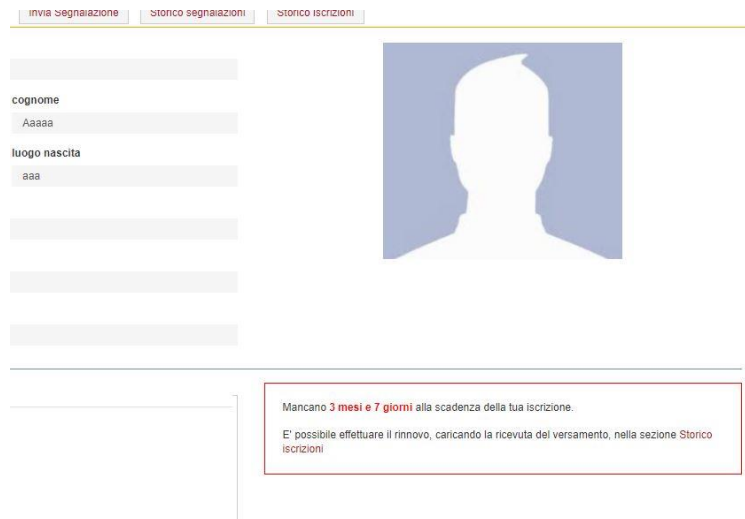 Invia Segnalazione Storico segnalazioni Storico Iscrizioni
cognome
Aaaaa
luogo nascita
aaa
Mancano 3 mesi e 7 giorni alla scadenza della tua iscrizione.
E' possibile effettuare il rinnovo, caricando la ricevuta del versamento, nella sezione Storico
iscrizioni